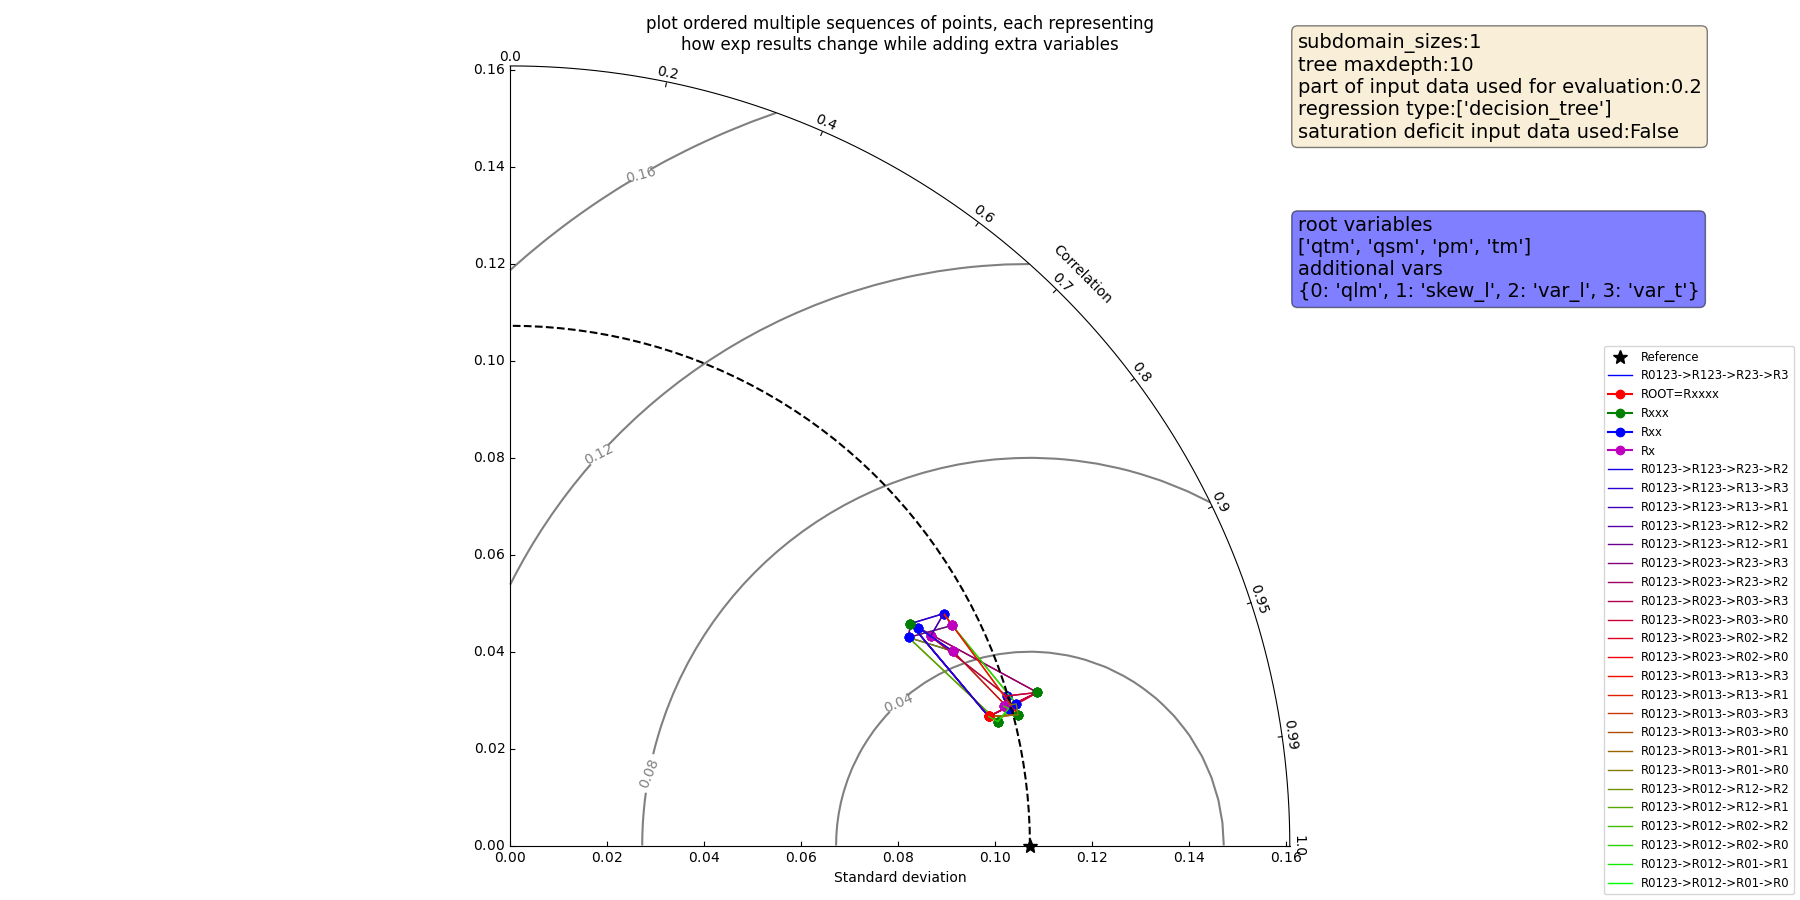 plot ordered multiple sequences of points, each representing
how exp results change while adding extra variables
subdomain_sizes:1
tree maxdepth:10
part of input data used for evaluation:0.2
regression type:['decision_tree']
saturation deficit input data used:False
root variables
['qtm', 'qsm', 'pm', 'tm']
additional vars
{0: 'qlm', 1: 'skew_l', 2: 'var_l', 3: 'var_t'}
0.0
0.2
0.4
0.6
Correlation
0.7
0.8
0.9
0.95
0.99
1.0
0.16
0.14
0.12
0.10
0.08
0.06
0.04
0.02
0.00
0.16
0.12
0.08
0.04
0.00
0.02
0.04
0.06
0.08
0.10
0.12
0.14
0.16
Standard deviation
Reference
R0123->R123->R23->R3
ROOT=Rxxxx
Rxxx
Rxx
Rx
R0123->R123->R23->R2
R0123->R123->R13->R3
R0123->R123->R13->R1
R0123->R123->R12->R2
R0123->R123->R12->R1
R0123->R023->R23->R3
R0123->R023->R23->R2
R0123->R023->R03->R3
R0123->R023->R03->R0
R0123->R023->R02->R2
R0123->R023->R02->R0
R0123->R013->R13->R3
R0123->R013->R13->R1
R0123->R013->R03->R3
R0123->R013->R03->R0
R0123->R013->R01->R1
R0123->R013->R01->R0
R0123->R012->R12->R2
R0123->R012->R12->R1
R0123->R012->R02->R2
R0123->R012->R02->R0
R0123->R012->R01->R1
R0123->R012->R01->R0